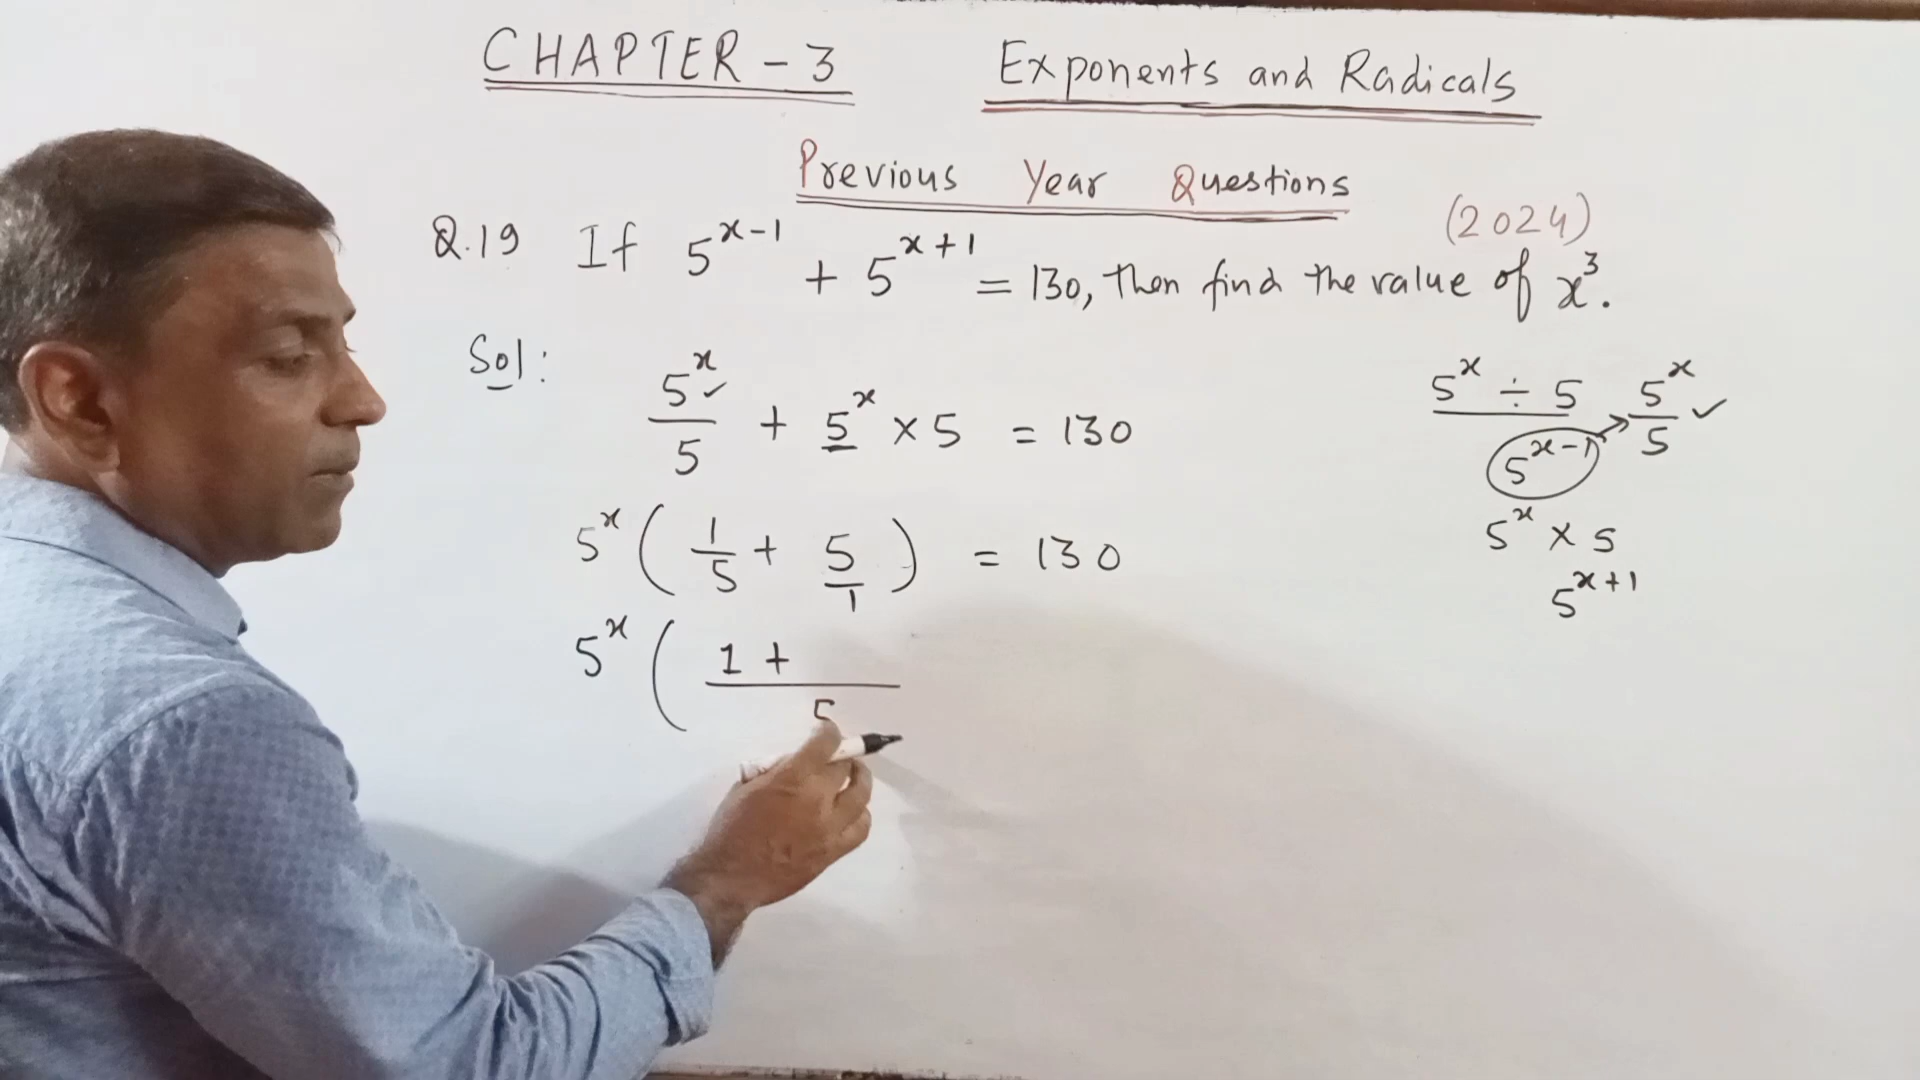 CHAPTER - 3 Exponents and Radicals
Previous Year Questions
(2024)
Q.19 If 5^(x-1) + 5^(x+1) = 130, then find the value of x³.
Sol:
5^x/5 + 5^x × 5 = 130
5^x (1/5 + 5/1) = 130
5^x ( 1 + / 5
5^x ÷ 5 5^x/5 ✓
5^(x-1) →
5^x × 5
5^(x+1)